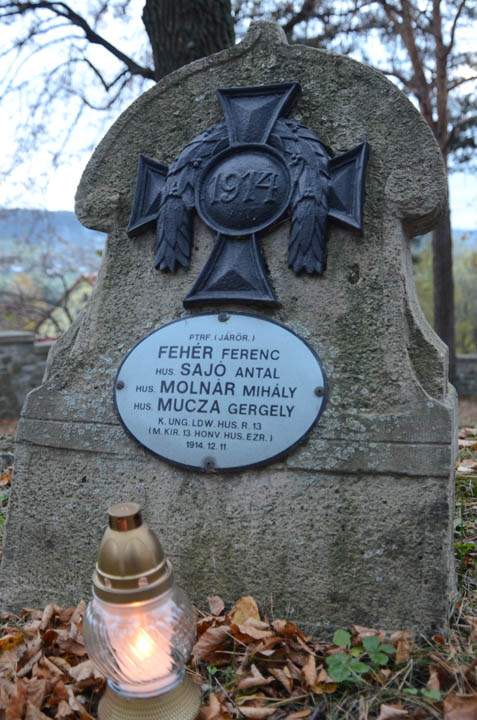 1914
PTRF. (JÁRŐR.)
FEHÉR FERENC
HUS. SAJÓ ANTAL
HUS. MOLNÁR MIHÁLY
HUS. MUCZA GERGELY
K. UNG. LDW. HUS. R. 13
(M. KIR. 13 HONV. HUS. EZR.)
1914. 12. 11.